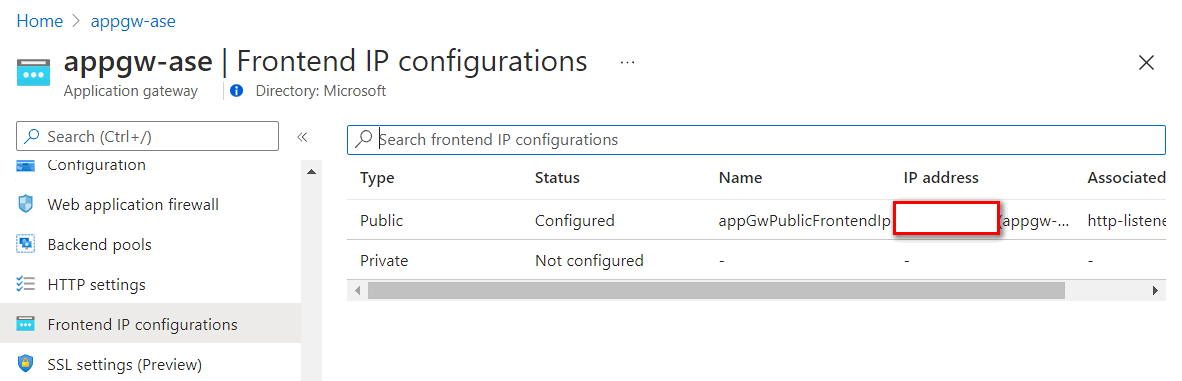 Home > appgw-ase
appgw-ase | Frontend IP configurations ...
Application gateway Directory: Microsoft
Search (Ctrl+/) «
Search frontend IP configurations
Configuration
Web application firewall
Backend pools
HTTP settings
Frontend IP configurations
SSL settings (Preview)
Type Status Name IP address Associated
Public Configured appGwPublicFrontendIp (appgw-... http-listene
Private Not configured - - -